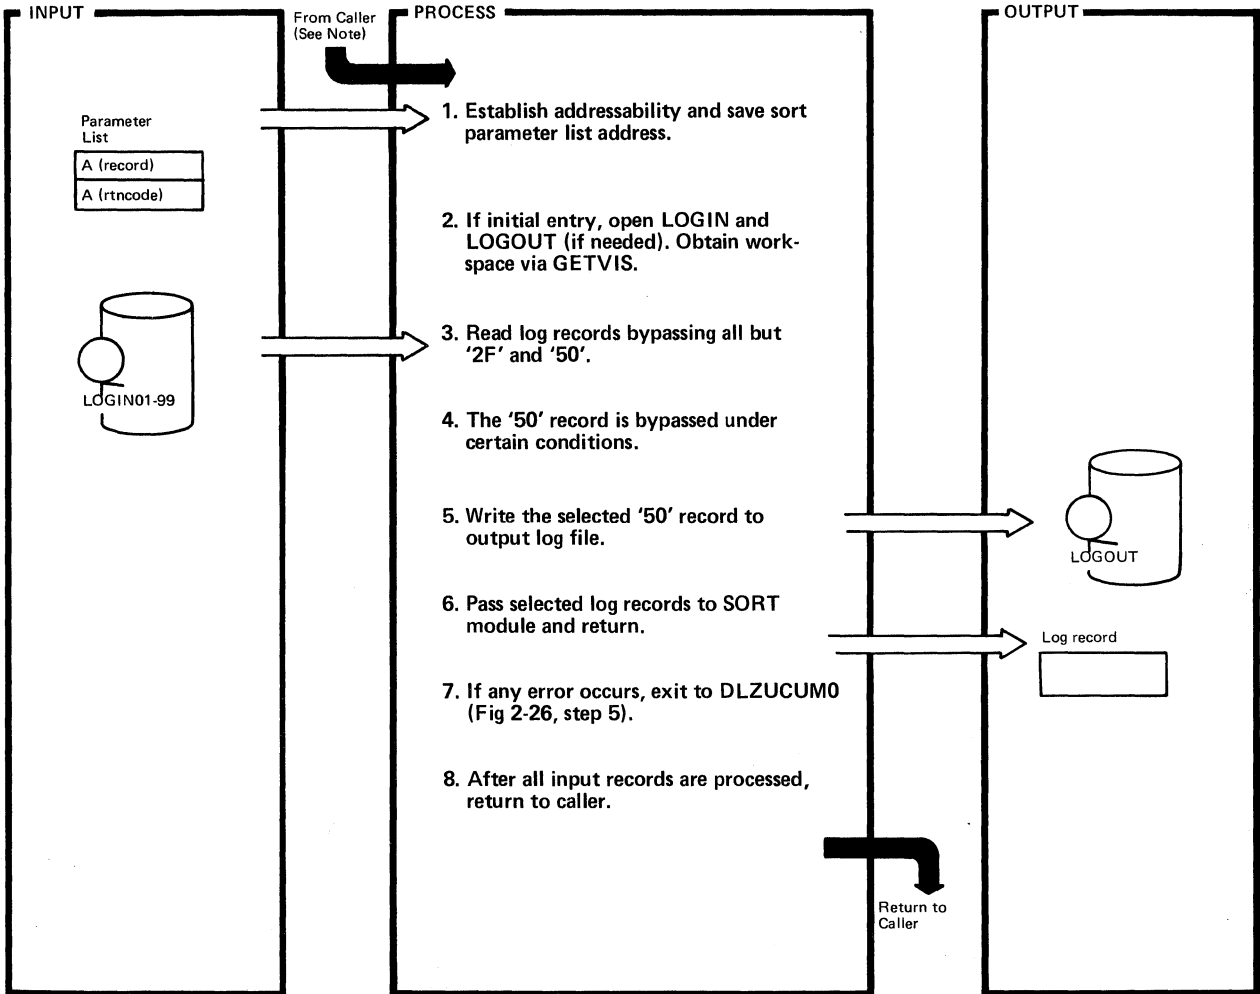 INPUT
From Caller
(See Note)
PROCESS
OUTPUT
Parameter
List
A (record)
A (rtncode)
1. Establish addressability and save sort
parameter list address.
2. If initial entry, open LOGIN and
LOGOUT (if needed). Obtain work-
space via GETVIS.
3. Read log records bypassing all but
‘2F’ and ‘50’.
LOGIN01-99
4. The ‘50’ record is bypassed under
certain conditions.
5. Write the selected ‘50’ record to
output log file.
LOGOUT
6. Pass selected log records to SORT
module and return.
Log record
7. If any error occurs, exit to DLZUCUM0
(Fig 2-26, step 5).
8. After all input records are processed,
return to caller.
Return to
Caller